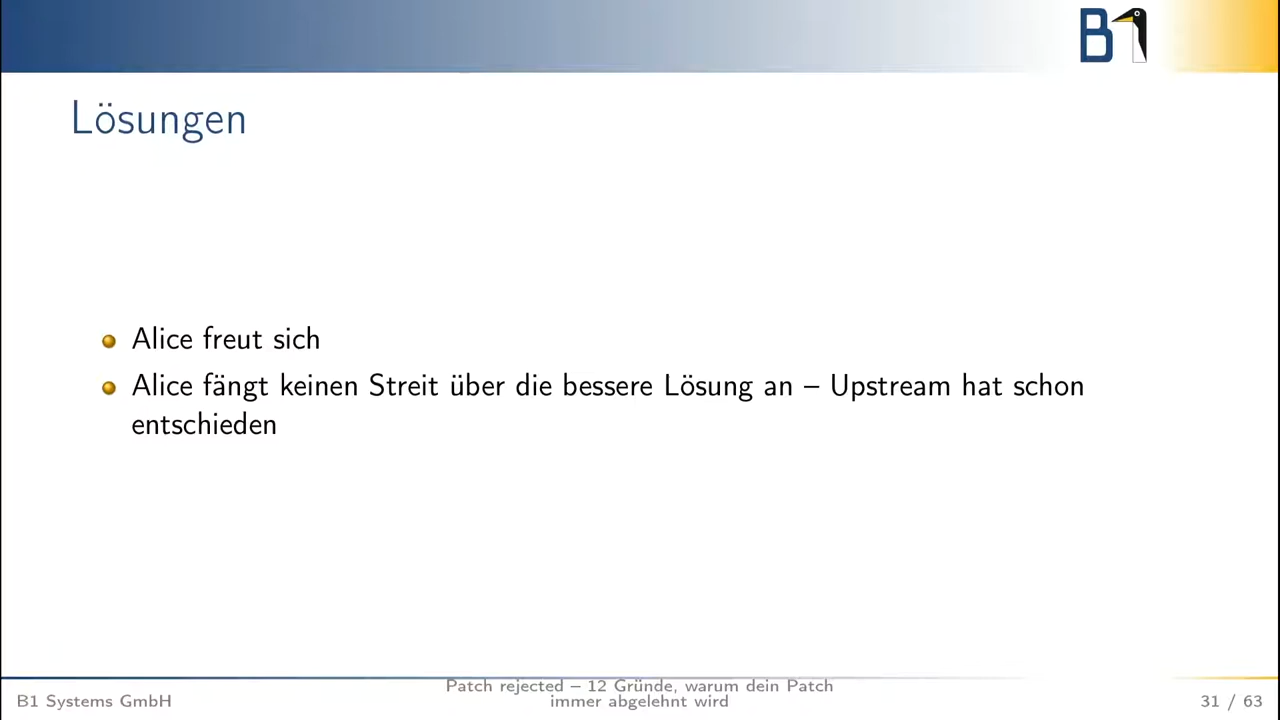 B1
Lösungen
Alice freut sich
Alice fängt keinen Streit über die bessere Lösung an – Upstream hat schon
entschieden
B1 Systems GmbH
Patch rejected – 12 Gründe, warum dein Patch
immer abgelehnt wird
31 / 63